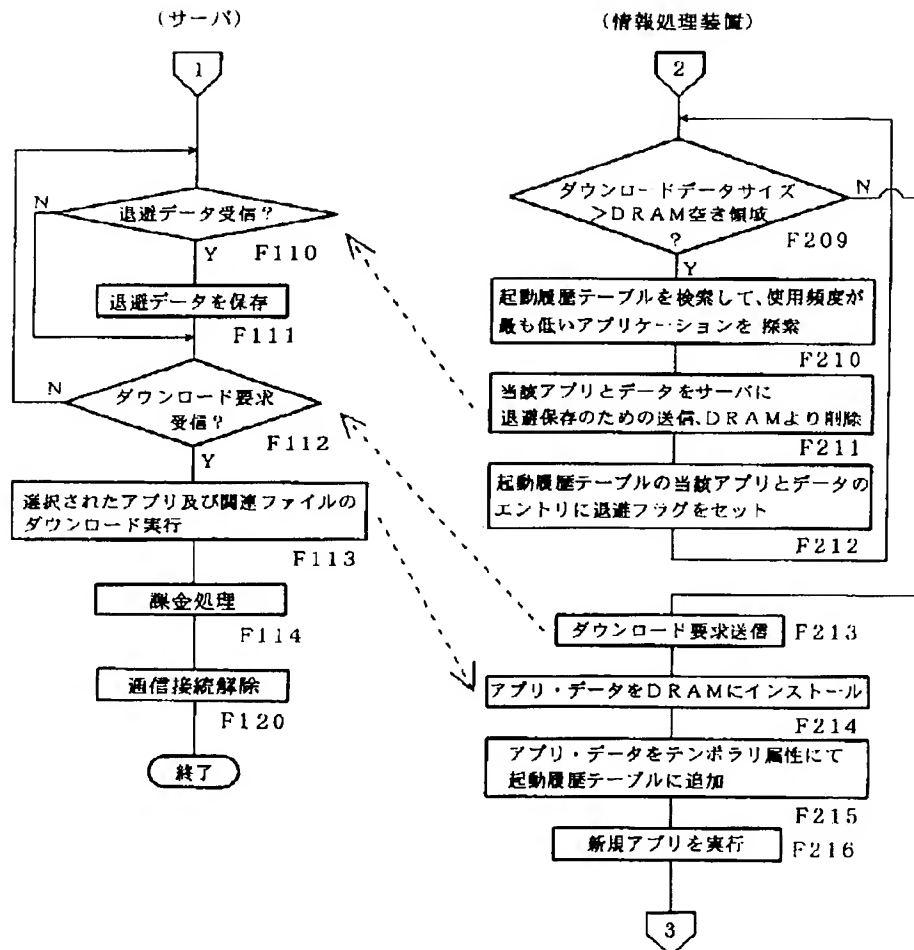 (サーバ)
1
N
退避データ受信?
F110
Y
退避データを保存
F111
N
ダウンロード要求
受信?
F112
Y
選択されたアプリ及び関連ファイルの
ダウンロード実行
F113
課金処理
F114
通信接続解除
F120
終了
(情報処理装置)
2
ダウンロードデータサイズ
>DRAM空き領域
?
N
F209
Y
起動履歴テーブルを検索して、使用頻度が
最も低いアプリケーションを 探索
F210
当該アプリとデータをサーバに
退避保存のための送信、DRAMより削除
F211
起動履歴テーブルの当該アプリとデータの
エントリに退避フラグをセット
F212
ダウンロード要求送信
F213
アプリ・データをDRAMにインストール
F214
アプリ・データをテンポラリ属性にて
起動履歴テーブルに追加
F215
新規アプリを実行
F216
3